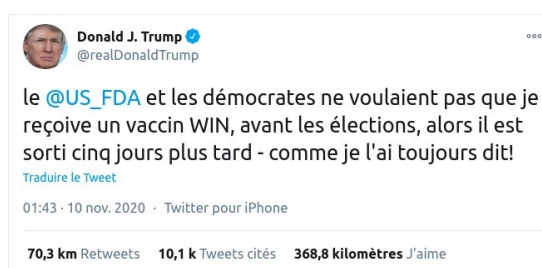 Donald J. Trump
@realDonaldTrump
le @US_FDA et les démocrates ne voulaient pas que je
reçoive un vaccin WIN, avant les élections, alors il est
sorti cinq jours plus tard - comme je l'ai toujours dit!
Traduire le Tweet
01:43 · 10 nov. 2020 · Twitter pour iPhone
70,3 km Retweets 10,1 k Tweets cités 368,8 kilomètres J'aime